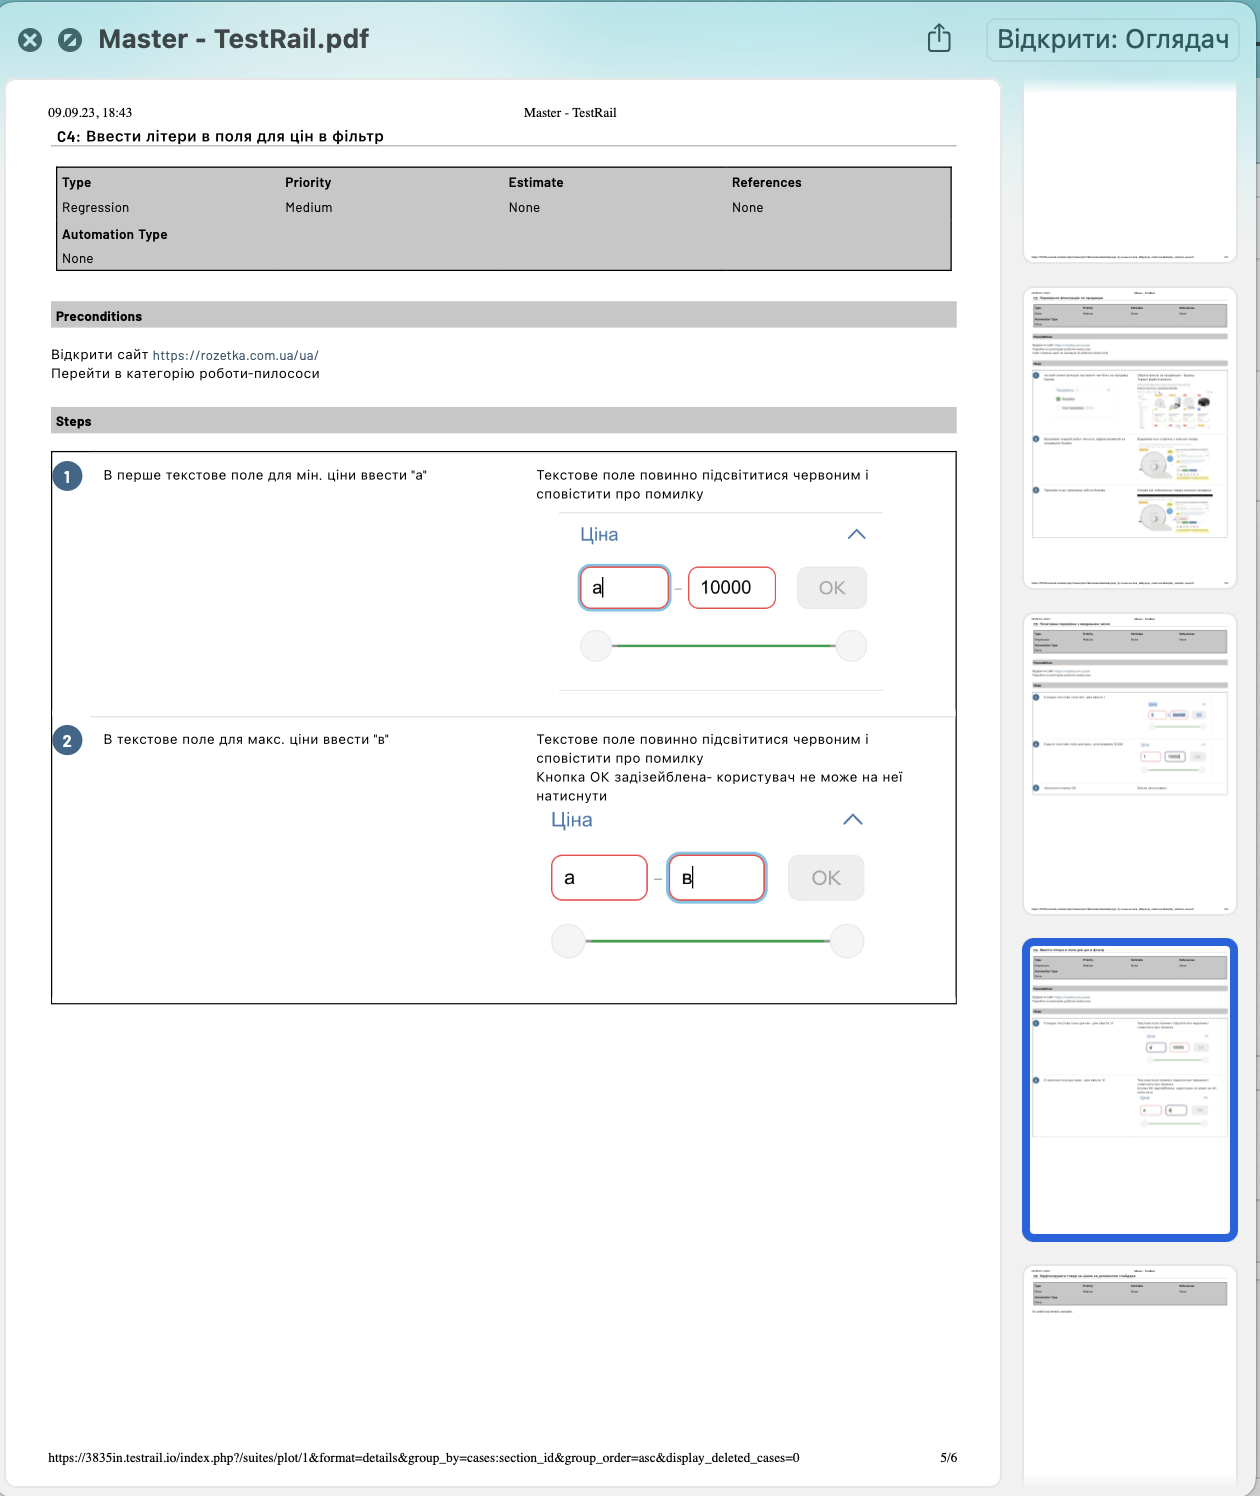 Master - TestRail.pdf
Відкрити: Оглядач
09.09.23, 18:43
Master - TestRail
C4: Ввести літери в поля для цін в фільтр
Type
Priority
Estimate
References
Regression
Medium
None
None
Automation Type
None
Preconditions
Відкрити сайт https://rozetka.com.ua/ua/
Перейти в категорію роботи-пилососи
Steps
1
В перше текстове поле для мін. ціни ввести "а"
Текстове поле повинно підсвітитися червоним і
сповістити про помилку
Ціна
а
–
10000
OK
2
В текстове поле для макс. ціни ввести "в"
Текстове поле повинно підсвітитися червоним і
сповістити про помилку
Кнопка ОК задізейблена- користувач не може на неї
натиснути
Ціна
а
–
в
OK
https://3835in.testrail.io/index.php?/suites/plot/1&format=details&group_by=cases:section_id&group_order=asc&display_deleted_cases=0
5/6